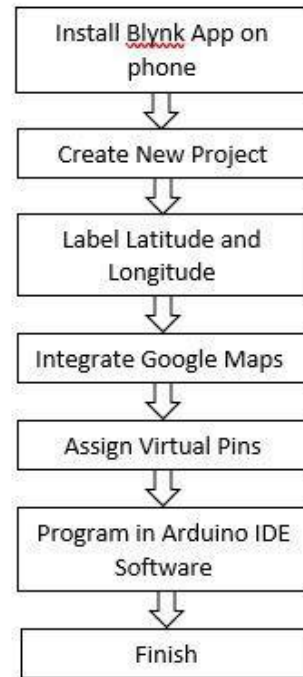 Install Blynk App on
phone
Create New Project
Label Latitude and
Longitude
Integrate Google Maps
Assign Virtual Pins
Program in Arduino IDE
Software
Finish